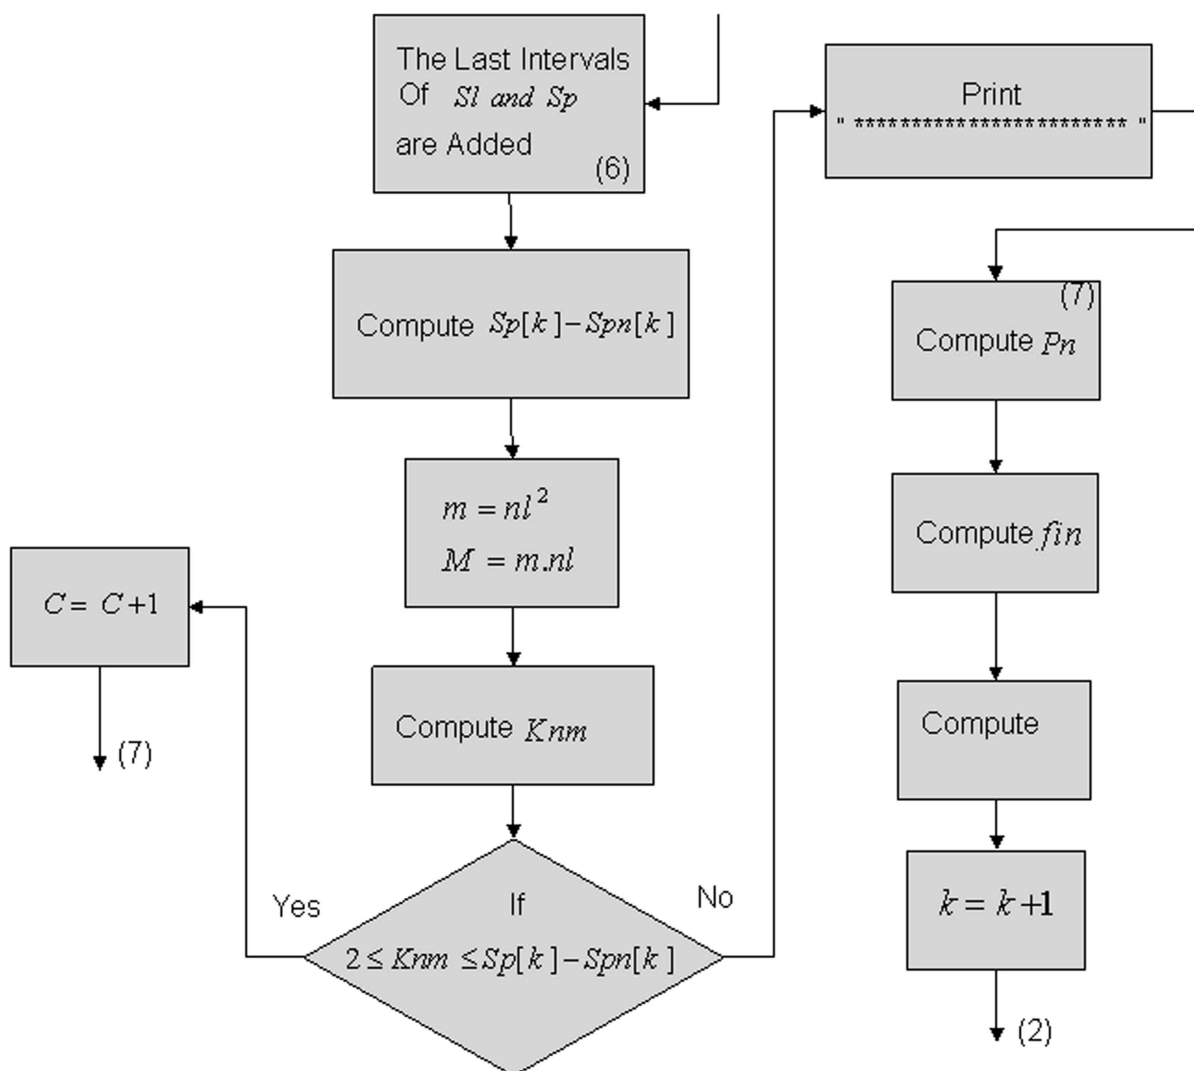 The Last Intervals
Of Sl and Sp
are Added
(6)
Compute Sp[k]−Spn[k]
m = nl²
M = m.nl
Compute Knm
If
2 ≤ Knm ≤ Sp[k]−Spn[k]
Yes
No
C = C+1
(7)
Print
" ************************ "
(7)
Compute Pn
Compute fin
Compute
k = k+1
(2)